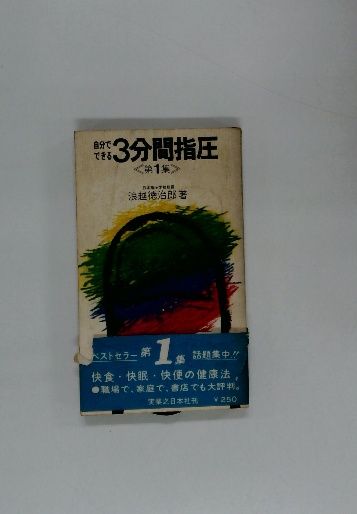 自分で
できる
3分間指圧
≪第1集≫
浪越徳治郎著
ベストセラー 第1集 話題集中!!
快食・快眠・快便の健康法
●職場で、家庭で、書店でも大評判。
実業之日本社刊 ¥250